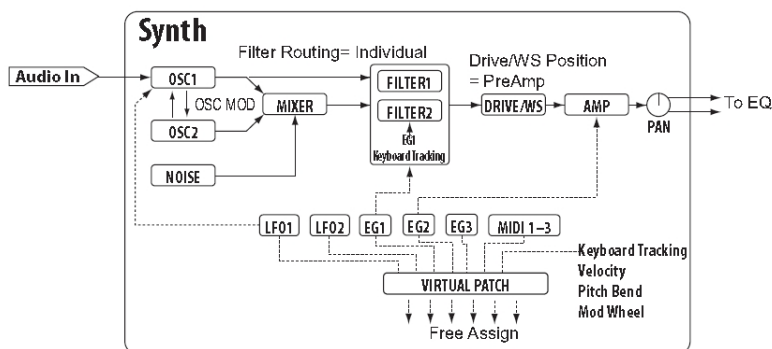 Synth
Filter Routing= Individual
Drive/WS Position
= PreAmp
Audio In
OSC1
OSC MOD
OSC2
MIXER
NOISE
FILTER1
FILTER2
EG1
Keyboard Tracking
DRIVE/WS
AMP
PAN
To EQ
LFO1
LFO2
EG1
EG2
EG3
MIDI 1–3
Keyboard Tracking
Velocity
Pitch Bend
Mod Wheel
VIRTUAL PATCH
Free Assign